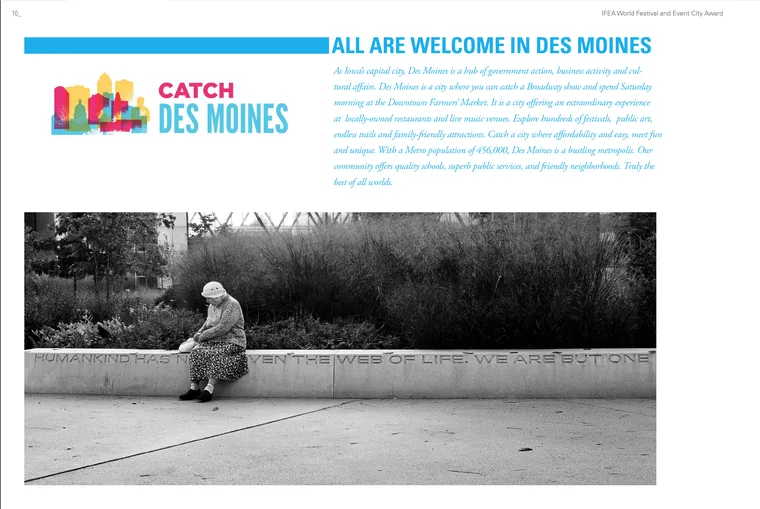 10_
IFEA World Festival and Event City Award
ALL ARE WELCOME IN DES MOINES
CATCH
DES MOINES
As Iowa's capital city, Des Moines is a hub of government action, business activity and cul-
tural affairs. Des Moines is a city where you can catch a Broadway show and spend Saturday
morning at the Downtown Farmers' Market. It is a city offering an extraordinary experience
at locally-owned restaurants and live music venues. Explore hundreds of festivals, public art,
endless trails and family-friendly attractions. Catch a city where affordability and easy, meet fun
and unique. With a Metro population of 456,000, Des Moines is a bustling metropolis. Our
community offers quality schools, superb public services, and friendly neighborhoods. Truly the
best of all worlds.
HUMANKIND HAS N VEN THE WEB OF LIFE. WE ARE BUT ONE